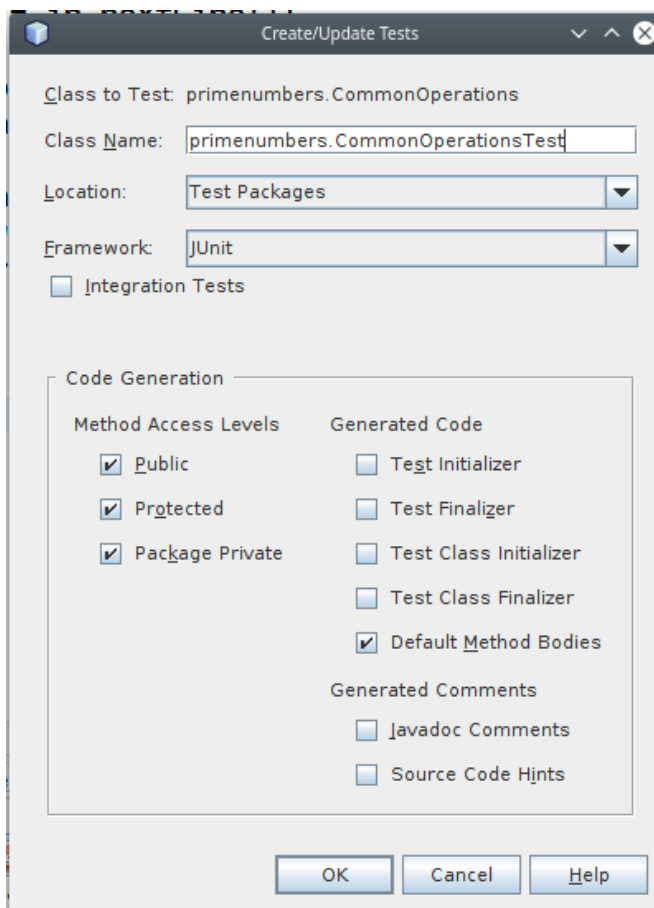 Create/Update Tests
Class to Test: primenumbers.CommonOperations
Class Name: primenumbers.CommonOperationsTest
Location: Test Packages
Framework: JUnit
Integration Tests
Code Generation
Method Access Levels
Public
Protected
Package Private
Generated Code
Test Initializer
Test Finalizer
Test Class Initializer
Test Class Finalizer
Default Method Bodies
Generated Comments
Javadoc Comments
Source Code Hints
OK Cancel Help